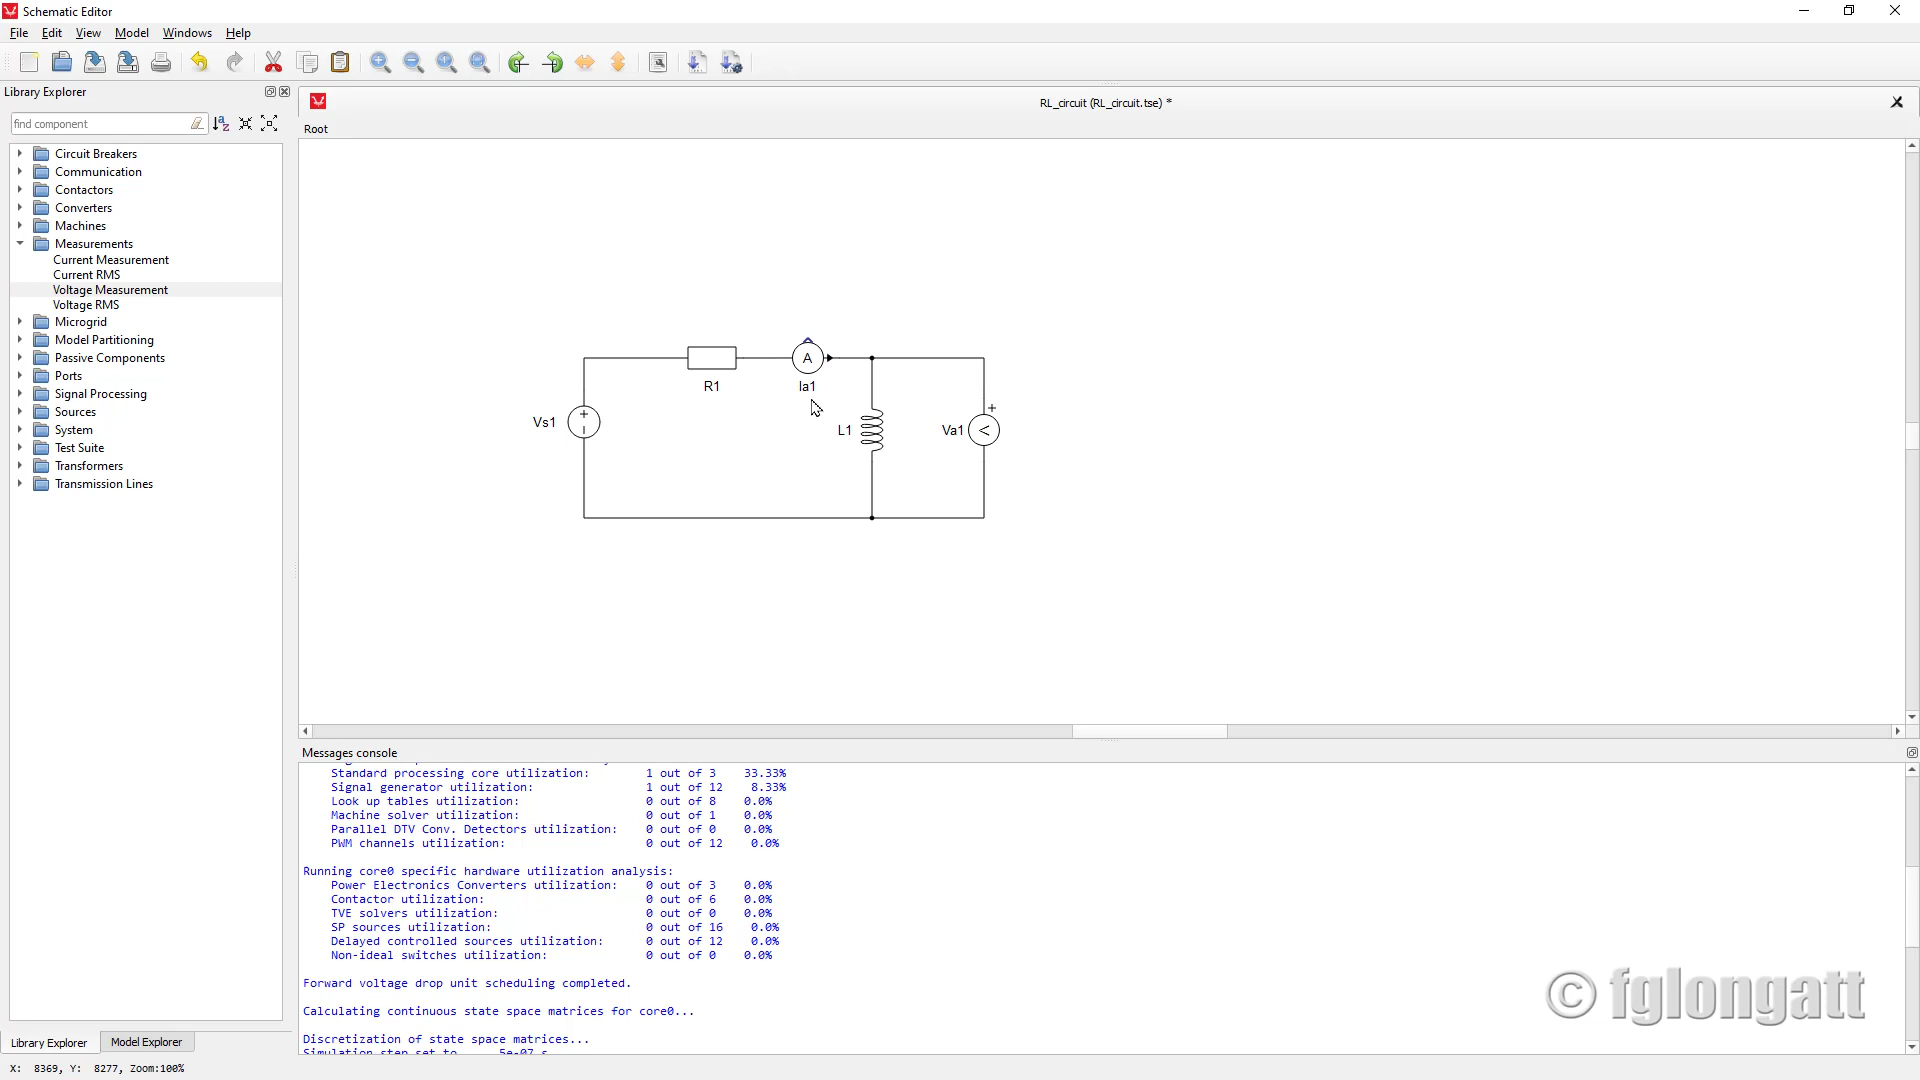 Schematic Editor
File Edit View Model Windows Help
Library Explorer
RL_circuit (RL_circuit.tse) *
find component
Root
Circuit Breakers
Communication
Contactors
Converters
Machines
Measurements
Current Measurement
Current RMS
Voltage Measurement
Voltage RMS
Microgrid
Model Partitioning
Passive Components
Ports
Signal Processing
Sources
System
Test Suite
Transformers
Transmission Lines
A
R1
Ia1
+
Vs1
L1
Va1
Messages console
Standard processing core utilization: 1 out of 3 33.33%
Signal generator utilization: 1 out of 12 8.33%
Look up tables utilization: 0 out of 8 0.0%
Machine solver utilization: 0 out of 1 0.0%
Parallel DTV Conv. Detectors utilization: 0 out of 0 0.0%
PWM channels utilization: 0 out of 12 0.0%
Running core0 specific hardware utilization analysis:
Power Electronics Converters utilization: 0 out of 3 0.0%
Contactor utilization: 0 out of 6 0.0%
TVE solvers utilization: 0 out of 0 0.0%
SP sources utilization: 0 out of 16 0.0%
Delayed controlled sources utilization: 0 out of 12 0.0%
Non-ideal switches utilization: 0 out of 0 0.0%
Forward voltage drop unit scheduling completed.
Calculating continuous state space matrices for core0...
Discretization of state space matrices...
Simulation step set to 5e-07 s
© fglongatt
Library Explorer Model Explorer
X: 8369, Y: 8277, Zoom:100%